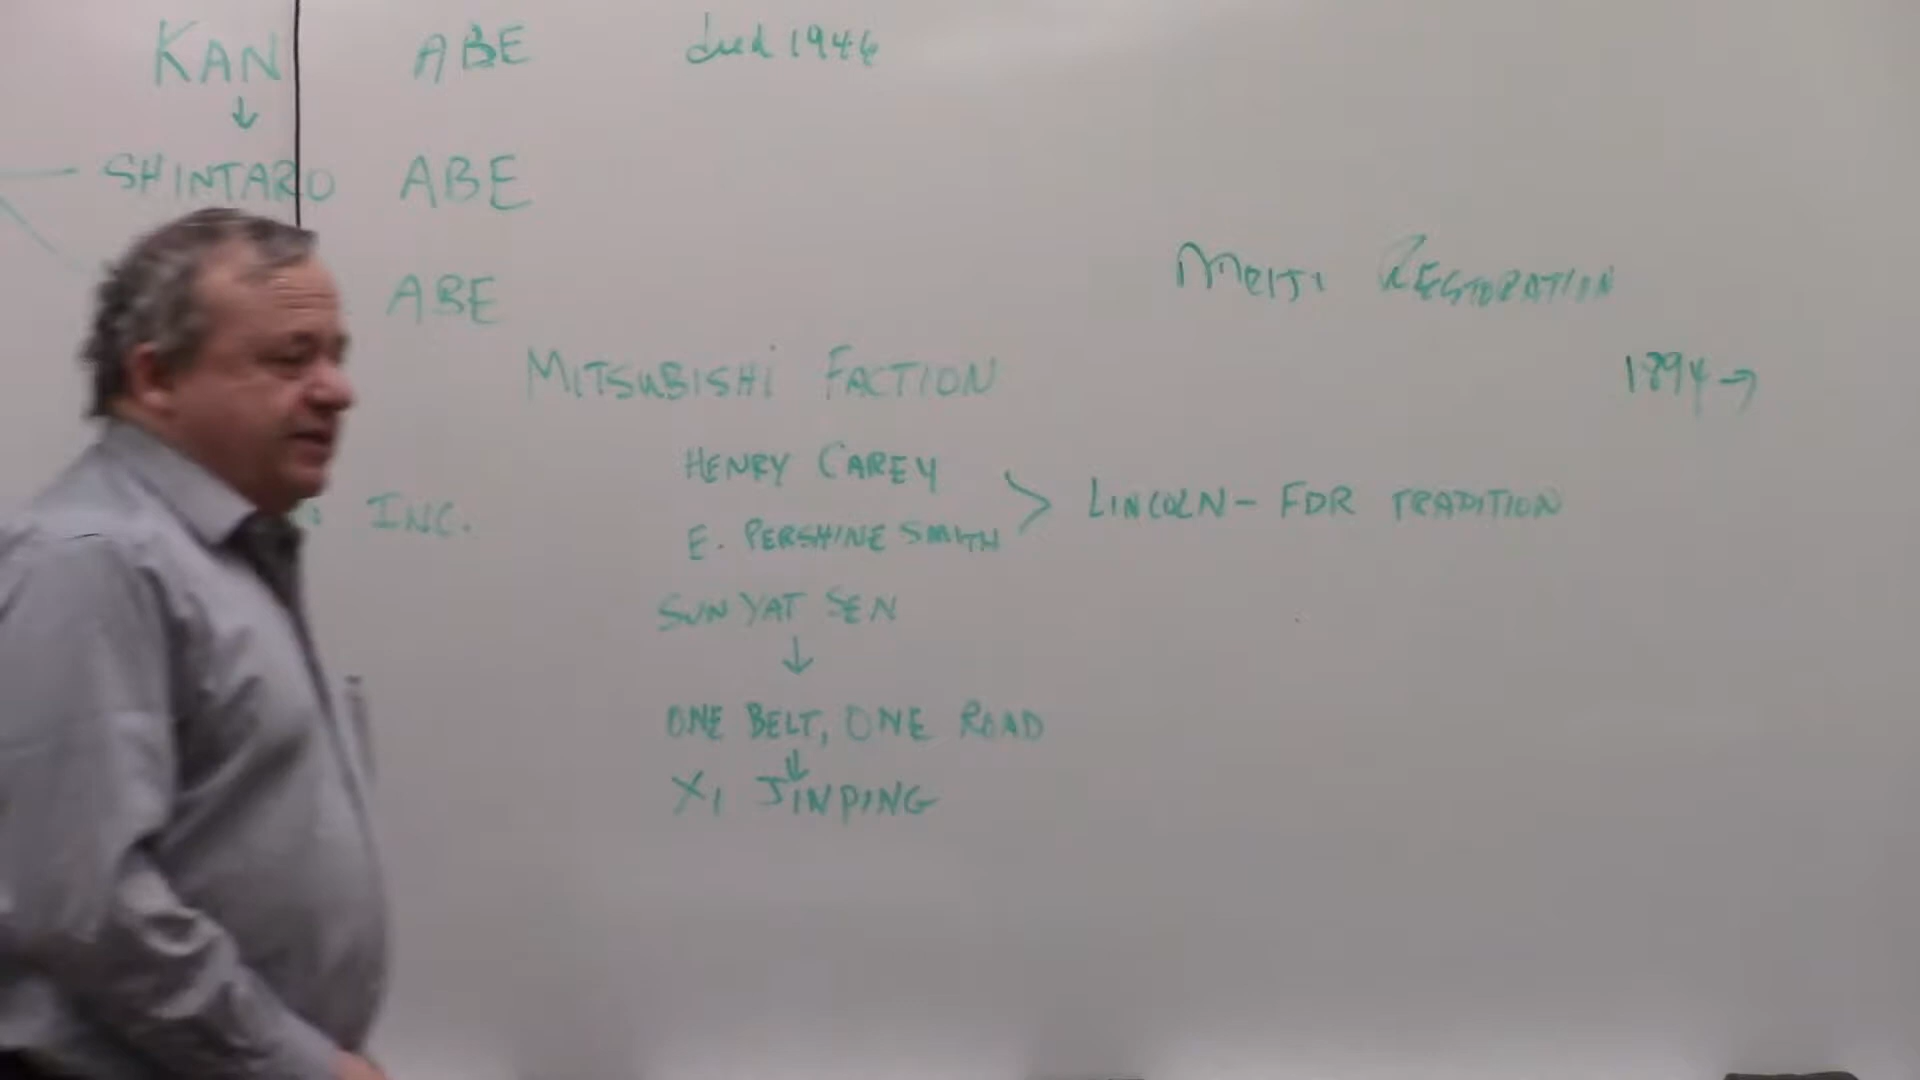 KAN ABE died 1946
↓
SHINTARO ABE
ABE
MEIJI RESTORATION
1894→
MITSUBISHI FACTION
HENRY CAREY
E. PERSHINE SMITH
> LINCOLN - FDR TRADITION
INC.
SUN YAT SEN
↓
ONE BELT, ONE ROAD
↓
XI JINPING